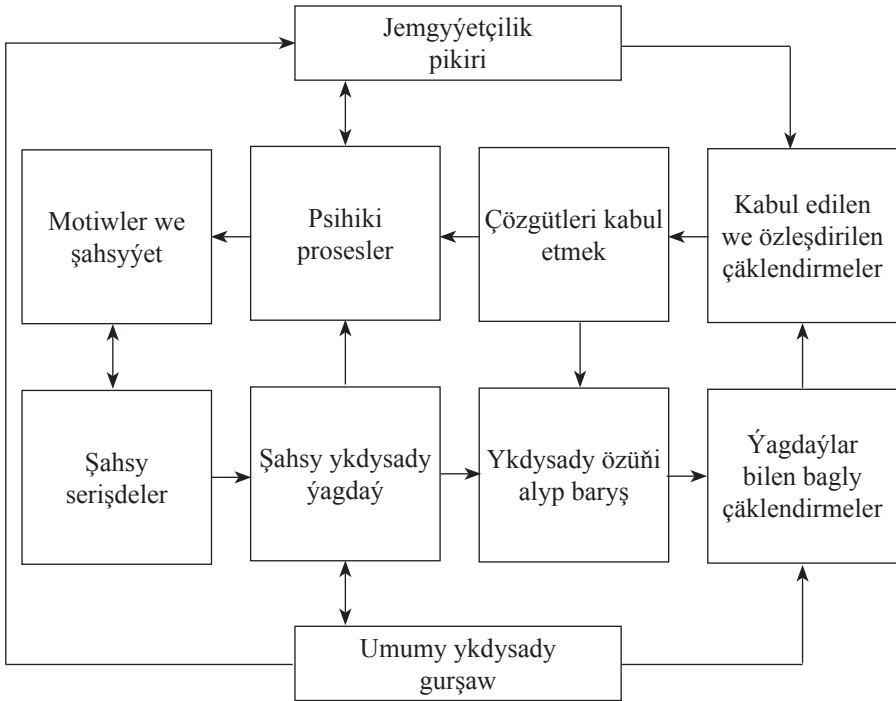 Jemgyýetçilik
pikiri
Motiwler we
şahsyýet
Psihiki
prosesler
Çözgütleri kabul
etmek
Kabul edilen
we özleşdirilen
çäklendirmeler
Şahsy
serişdeler
Şahsy ykdysady
ýagdaý
Ykdysady özüňi
alyp baryş
Ýagdaýlar
bilen bagly
çäklendirmeler
Umumy ykdysady
gurşaw